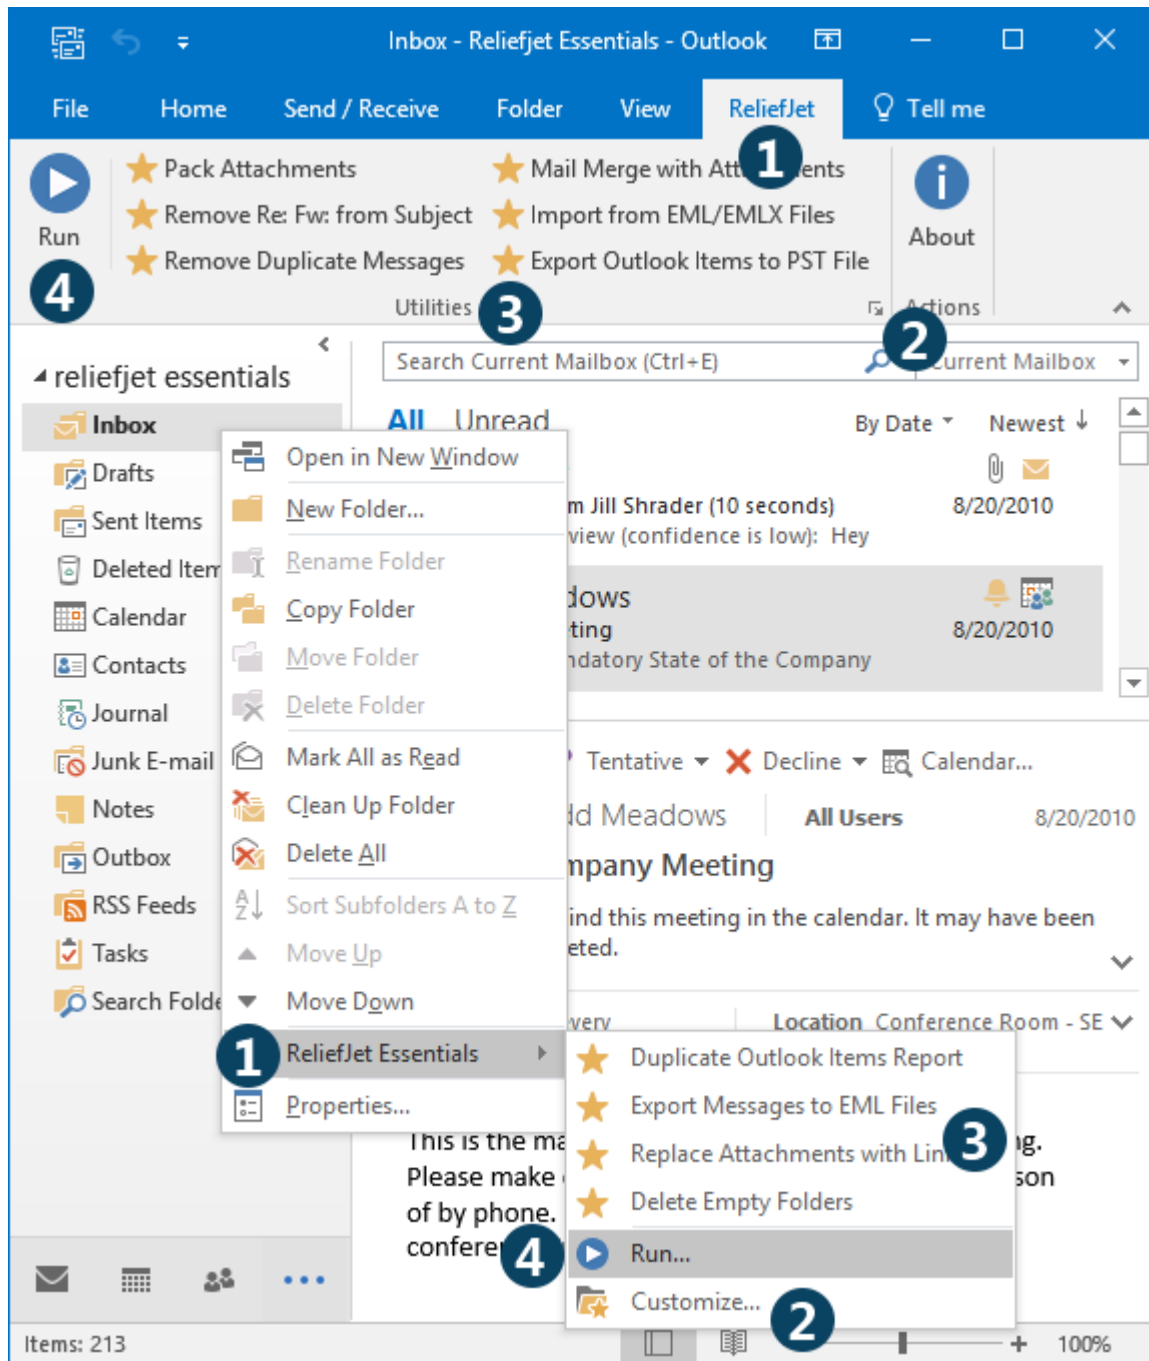 Inbox - Reliefjet Essentials - Outlook
File Home Send / Receive Folder View ReliefJet Tell me
1
Run
4
Pack Attachments
Remove Re: Fw: from Subject
Remove Duplicate Messages
Mail Merge with Att ents
Import from EML/EMLX Files
Export Outlook Items to PST File
Utilities
3
About
Actions
2
reliefjet essentials
Inbox
Drafts
Sent Items
Deleted Item
Calendar
Contacts
Journal
Junk E-mail
Notes
Outbox
RSS Feeds
Tasks
Search Folde
Search Current Mailbox (Ctrl+E)
urrent Mailbox
All Unread By Date Newest
m Jill Shrader (10 seconds) 8/20/2010
view (confidence is low): Hey
dows
ting 8/20/2010
ndatory State of the Company
Open in New Window
New Folder...
Rename Folder
Copy Folder
Move Folder
Delete Folder
Mark All as Read
Clean Up Folder
Delete All
Sort Subfolders A to Z
Move Up
Move Down
1
ReliefJet Essentials
Properties...
Tentative Decline Calendar...
dd Meadows All Users 8/20/2010
mpany Meeting
ind this meeting in the calendar. It may have been
eted.
very Location Conference Room - SE
Duplicate Outlook Items Report
Export Messages to EML Files
Replace Attachments with Lin
3
Delete Empty Folders
4
Run...
Customize...
2
This is the ma ng.
Please make son
of by phone.
confere
Items: 213
100%